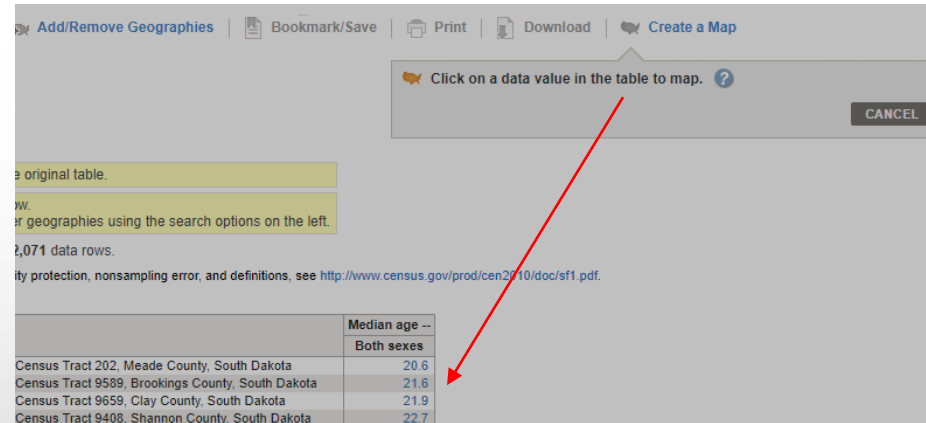 Add/Remove Geographies | Bookmark/Save | Print | Download | Create a Map
Click on a data value in the table to map. ?
CANCEL
e original table.
ow.
er geographies using the search options on the left.
2,071 data rows.
ity protection, nonsampling error, and definitions, see http://www.census.gov/prod/cen2010/doc/sf1.pdf.
Median age --
Both sexes
Census Tract 202, Meade County, South Dakota 20.6
Census Tract 9589, Brookings County, South Dakota 21.6
Census Tract 9659, Clay County, South Dakota 21.9
Census Tract 9408, Shannon County, South Dakota 22.7